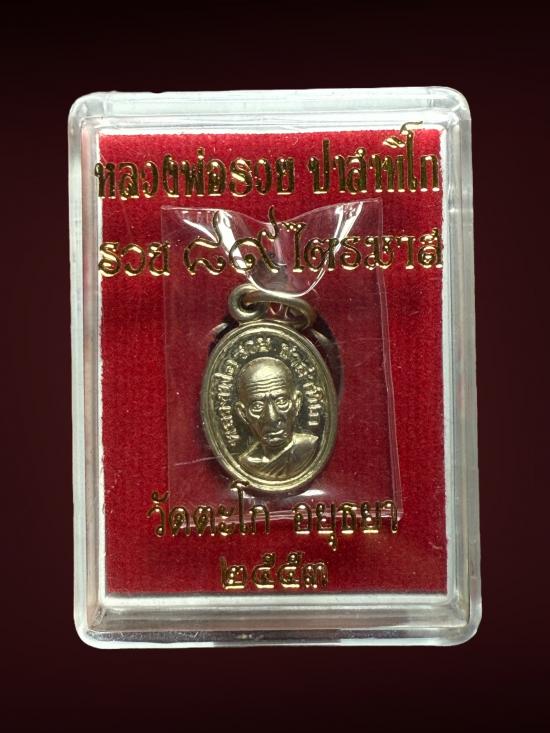 หลวงพ่อรวย ปาสาทิโก
รวย ๘๙ ไตรมาส
วัดตะโก อยุธยา
๒๕๕๓